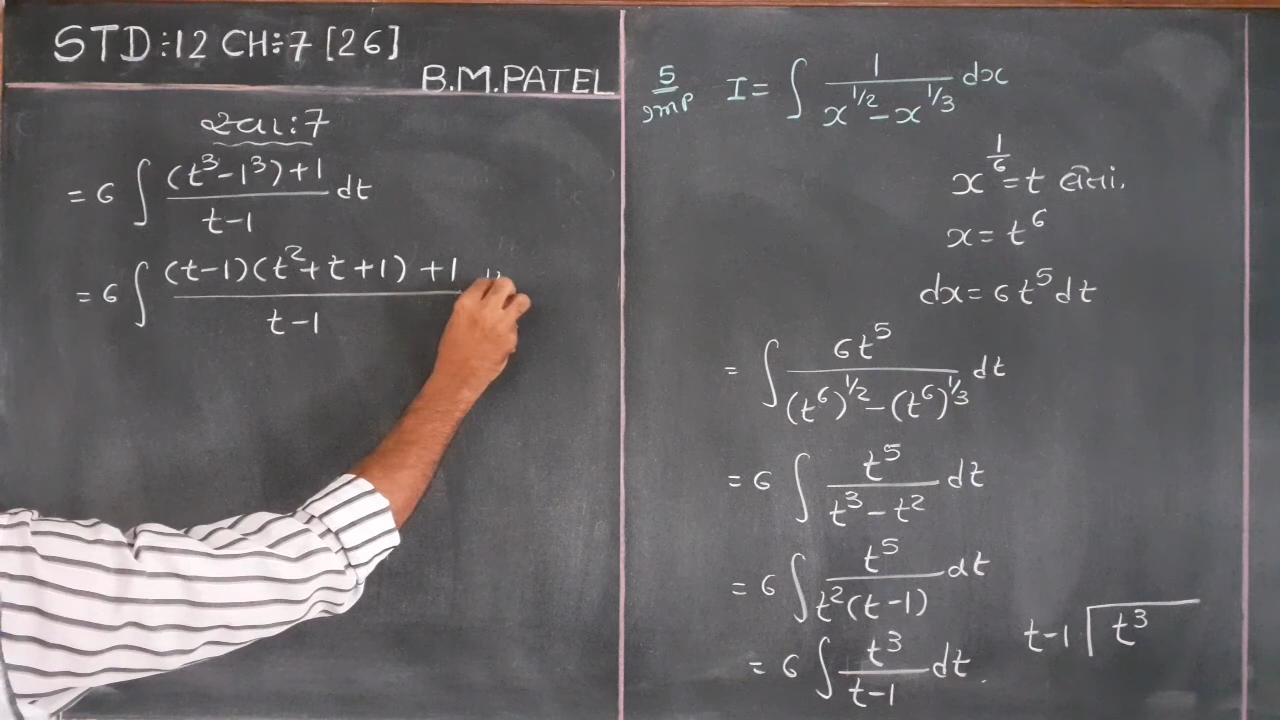 STD:-12 CH:-7 [26]
B.M.PATEL
= 6 ∫ (t³-1³)+1 / t-1 dt
= 6 ∫ (t-1)(t²+t+1)+1 / t-1
5 Imp I = ∫ 1 / x^1/2 - x^1/3 dx
x^1/6 = t લેતાં.
x = t⁶
dx = 6t⁵dt
= ∫ 6t⁵ / (t⁶)^1/2 - (t⁶)^1/3 dt
= 6 ∫ t⁵ / t³ - t² dt
= 6 ∫ t⁵ / t²(t-1) dt
= 6 ∫ t³ / t-1 dt.
t-1 | t³